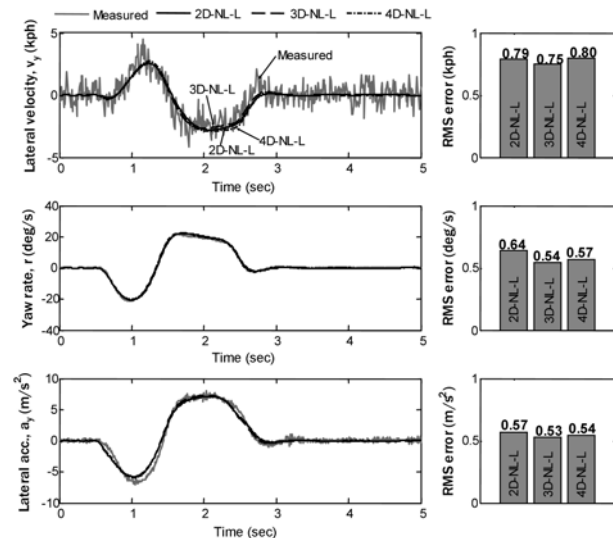 Measured 2D-NL-L 3D-NL-L 4D-NL-L
Lateral velocity, v_y (kph)
5
0
-5
Measured
3D-NL-L
2D-NL-L
4D-NL-L
0 1 2 3 4 5
Time (sec)
RMS error (kph)
1
0.5
0
0.79 0.75 0.80
2D-NL-L
3D-NL-L
4D-NL-L
Yaw rate, r (deg/s)
40
20
0
-20
-40
0 1 2 3 4 5
Time (sec)
RMS error (deg/s)
1
0.5
0
0.64 0.54 0.57
2D-NL-L
3D-NL-L
4D-NL-L
Lateral acc., a_y (m/s²)
10
5
0
-5
-10
0 1 2 3 4 5
Time (sec)
RMS error (m/s²)
1
0.5
0
0.57 0.53 0.54
2D-NL-L
3D-NL-L
4D-NL-L